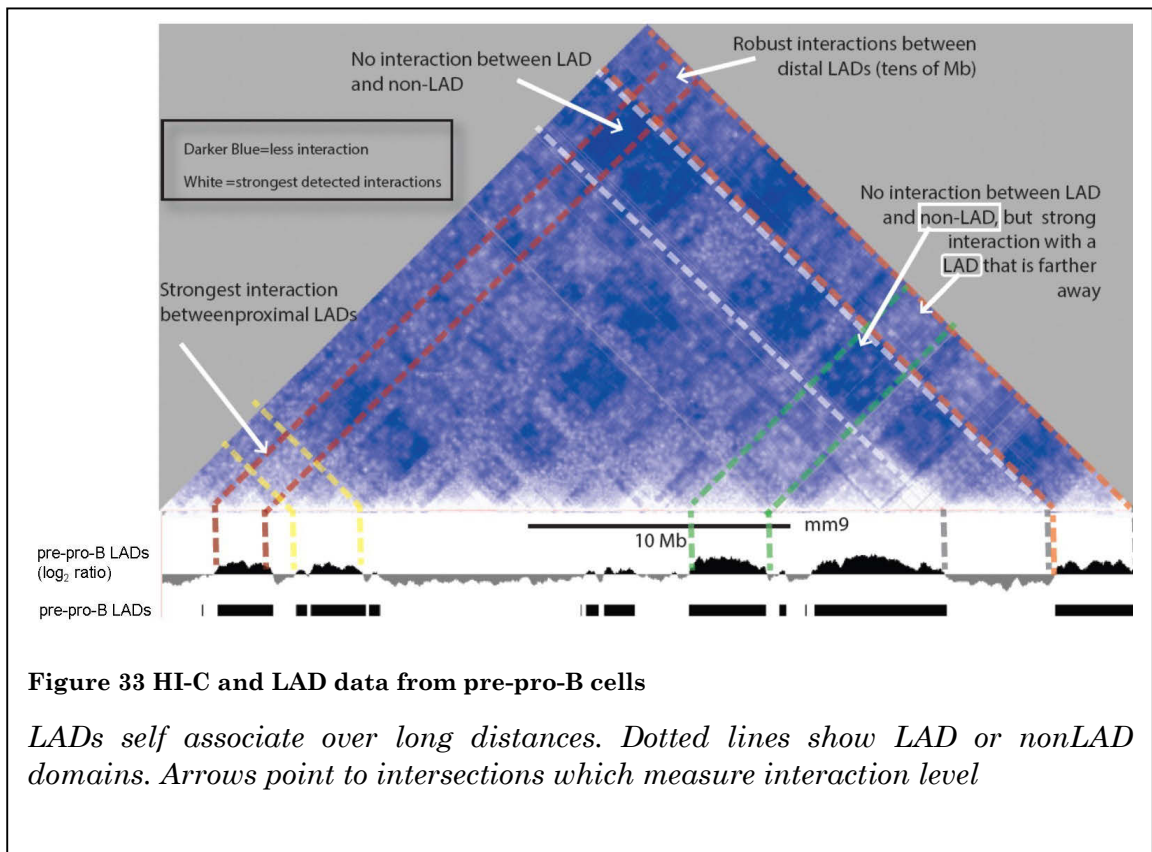 No interaction between LAD
and non-LAD
Robust interactions between
distal LADs (tens of Mb)
Darker Blue=less interaction
White =strongest detected interactions
No interaction between LAD
and non-LAD, but strong
interaction with a
LAD that is farther
away
Strongest interaction
betweenproximal LADs
mm9
10 Mb
pre-pro-B LADs
(log₂ ratio)
pre-pro-B LADs
Figure 33 HI-C and LAD data from pre-pro-B cells
LADs self associate over long distances. Dotted lines show LAD or nonLAD
domains. Arrows point to intersections which measure interaction level